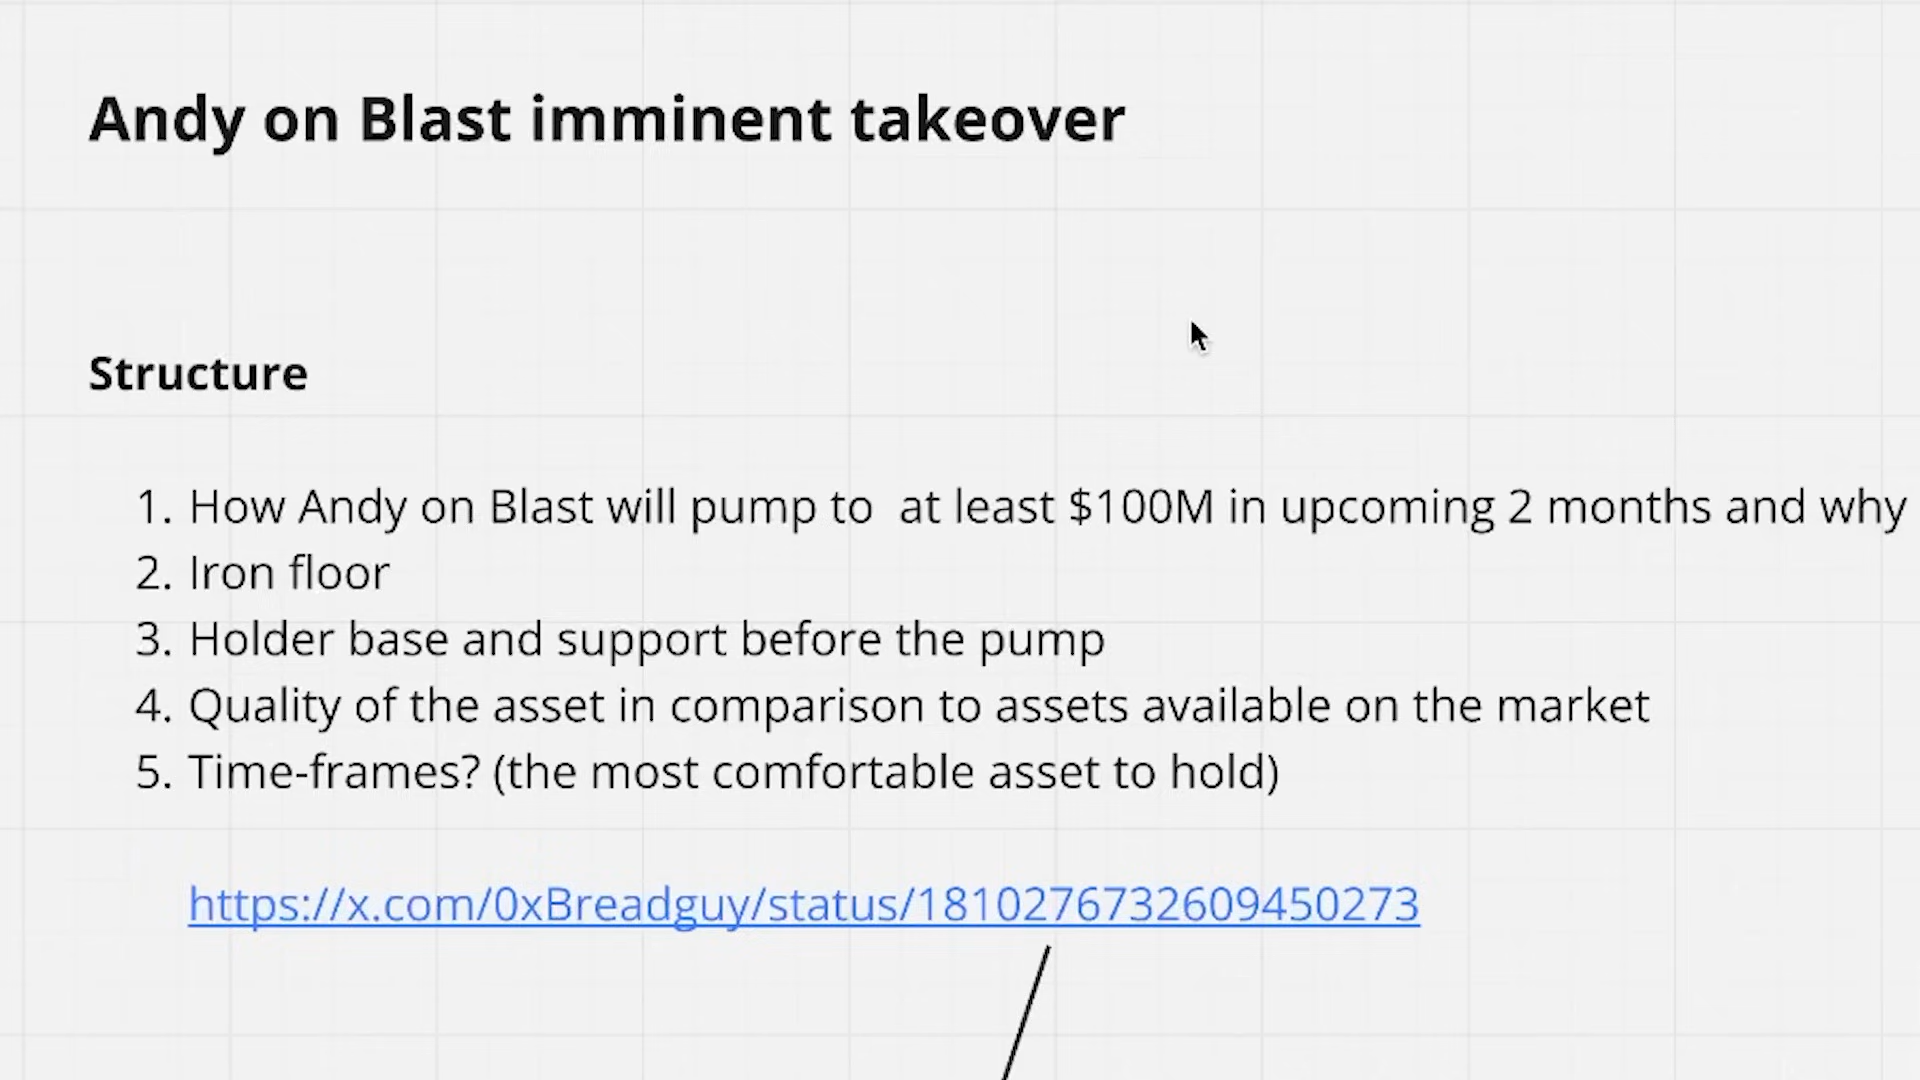 Andy on Blast imminent takeover
Structure
1. How Andy on Blast will pump to  at least $100M in upcoming 2 months and why
2. Iron floor
3. Holder base and support before the pump
4. Quality of the asset in comparison to assets available on the market
5. Time-frames? (the most comfortable asset to hold)
https://x.com/0xBreadguy/status/1810276732609450273